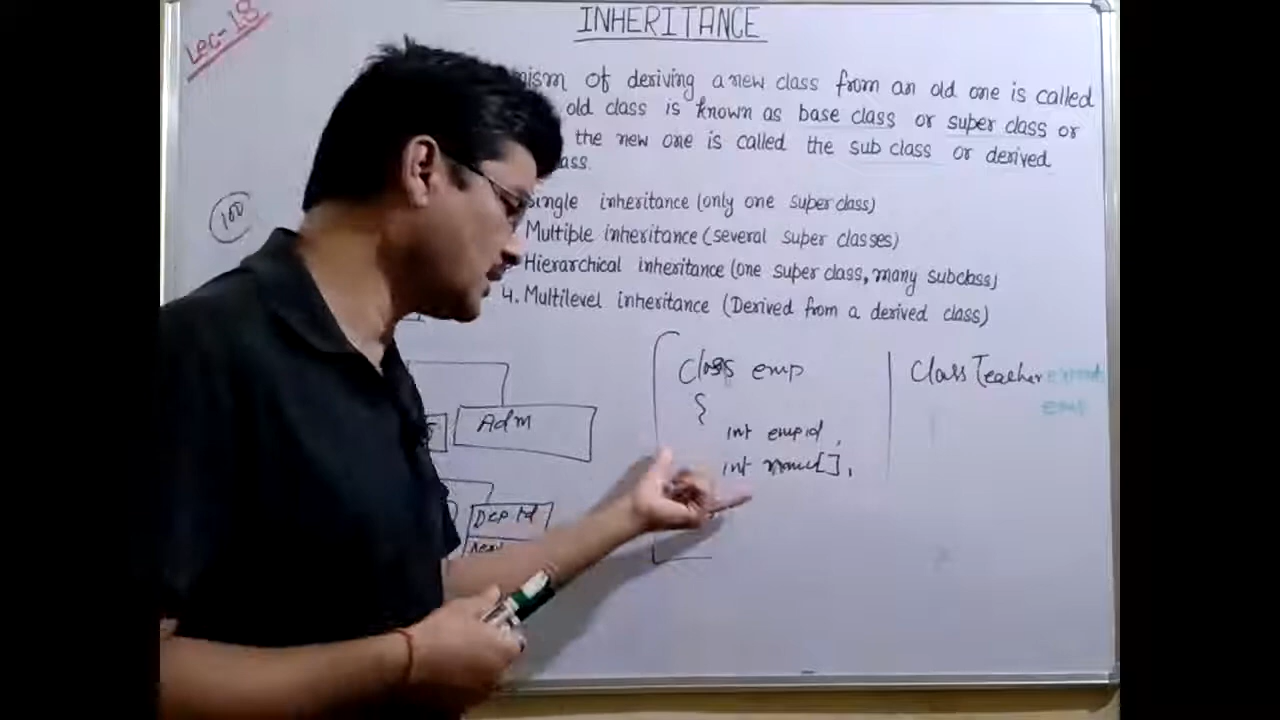 Lec-18
INHERITANCE
nism of deriving a new class from an old one is called
old class is known as base class or super class or
the new one is called the sub class or derived
ass.
Single inheritance (only one super class)
Multiple inheritance (several super classes)
Hierarchical inheritance (one super class, many subclass)
4. Multilevel inheritance (Derived from a derived class)
100
Class emp
{
int empid,
int name[],
Class Teacher
emp
Adm
Dep Id